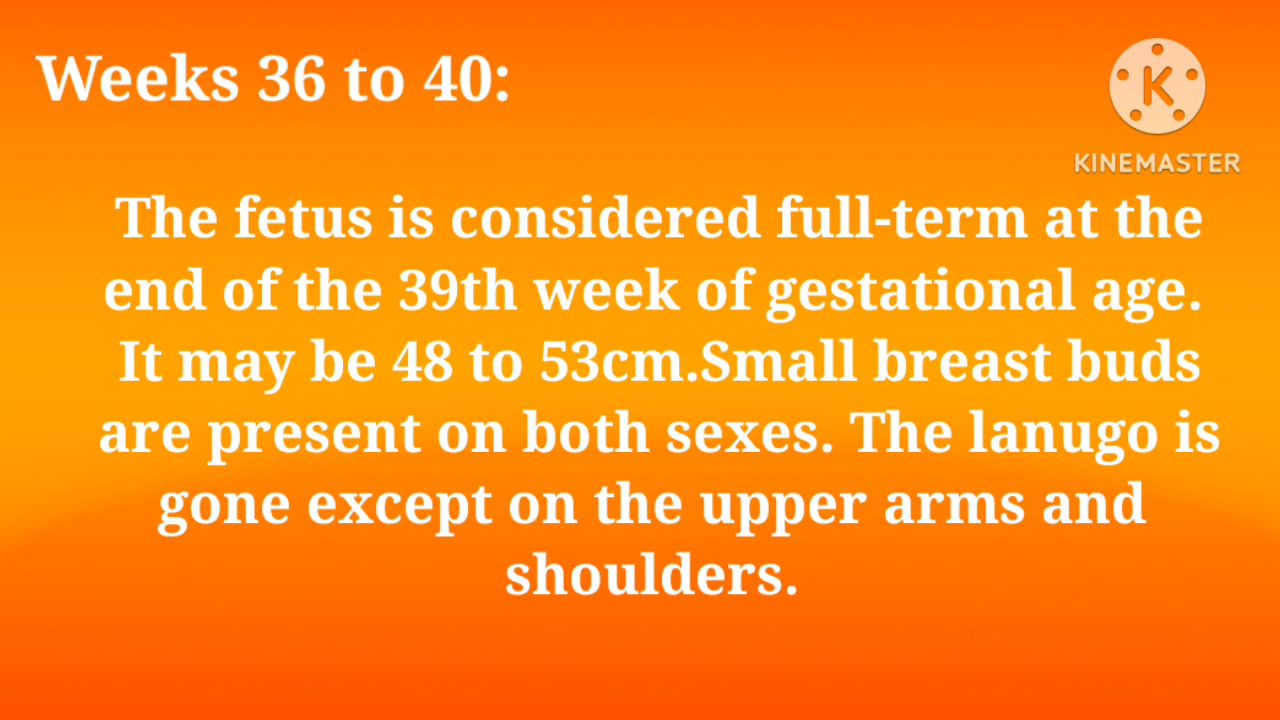 Weeks 36 to 40:
K
KINEMASTER
The fetus is considered full-term at the
end of the 39th week of gestational age.
It may be 48 to 53cm.Small breast buds
are present on both sexes. The lanugo is
gone except on the upper arms and
shoulders.